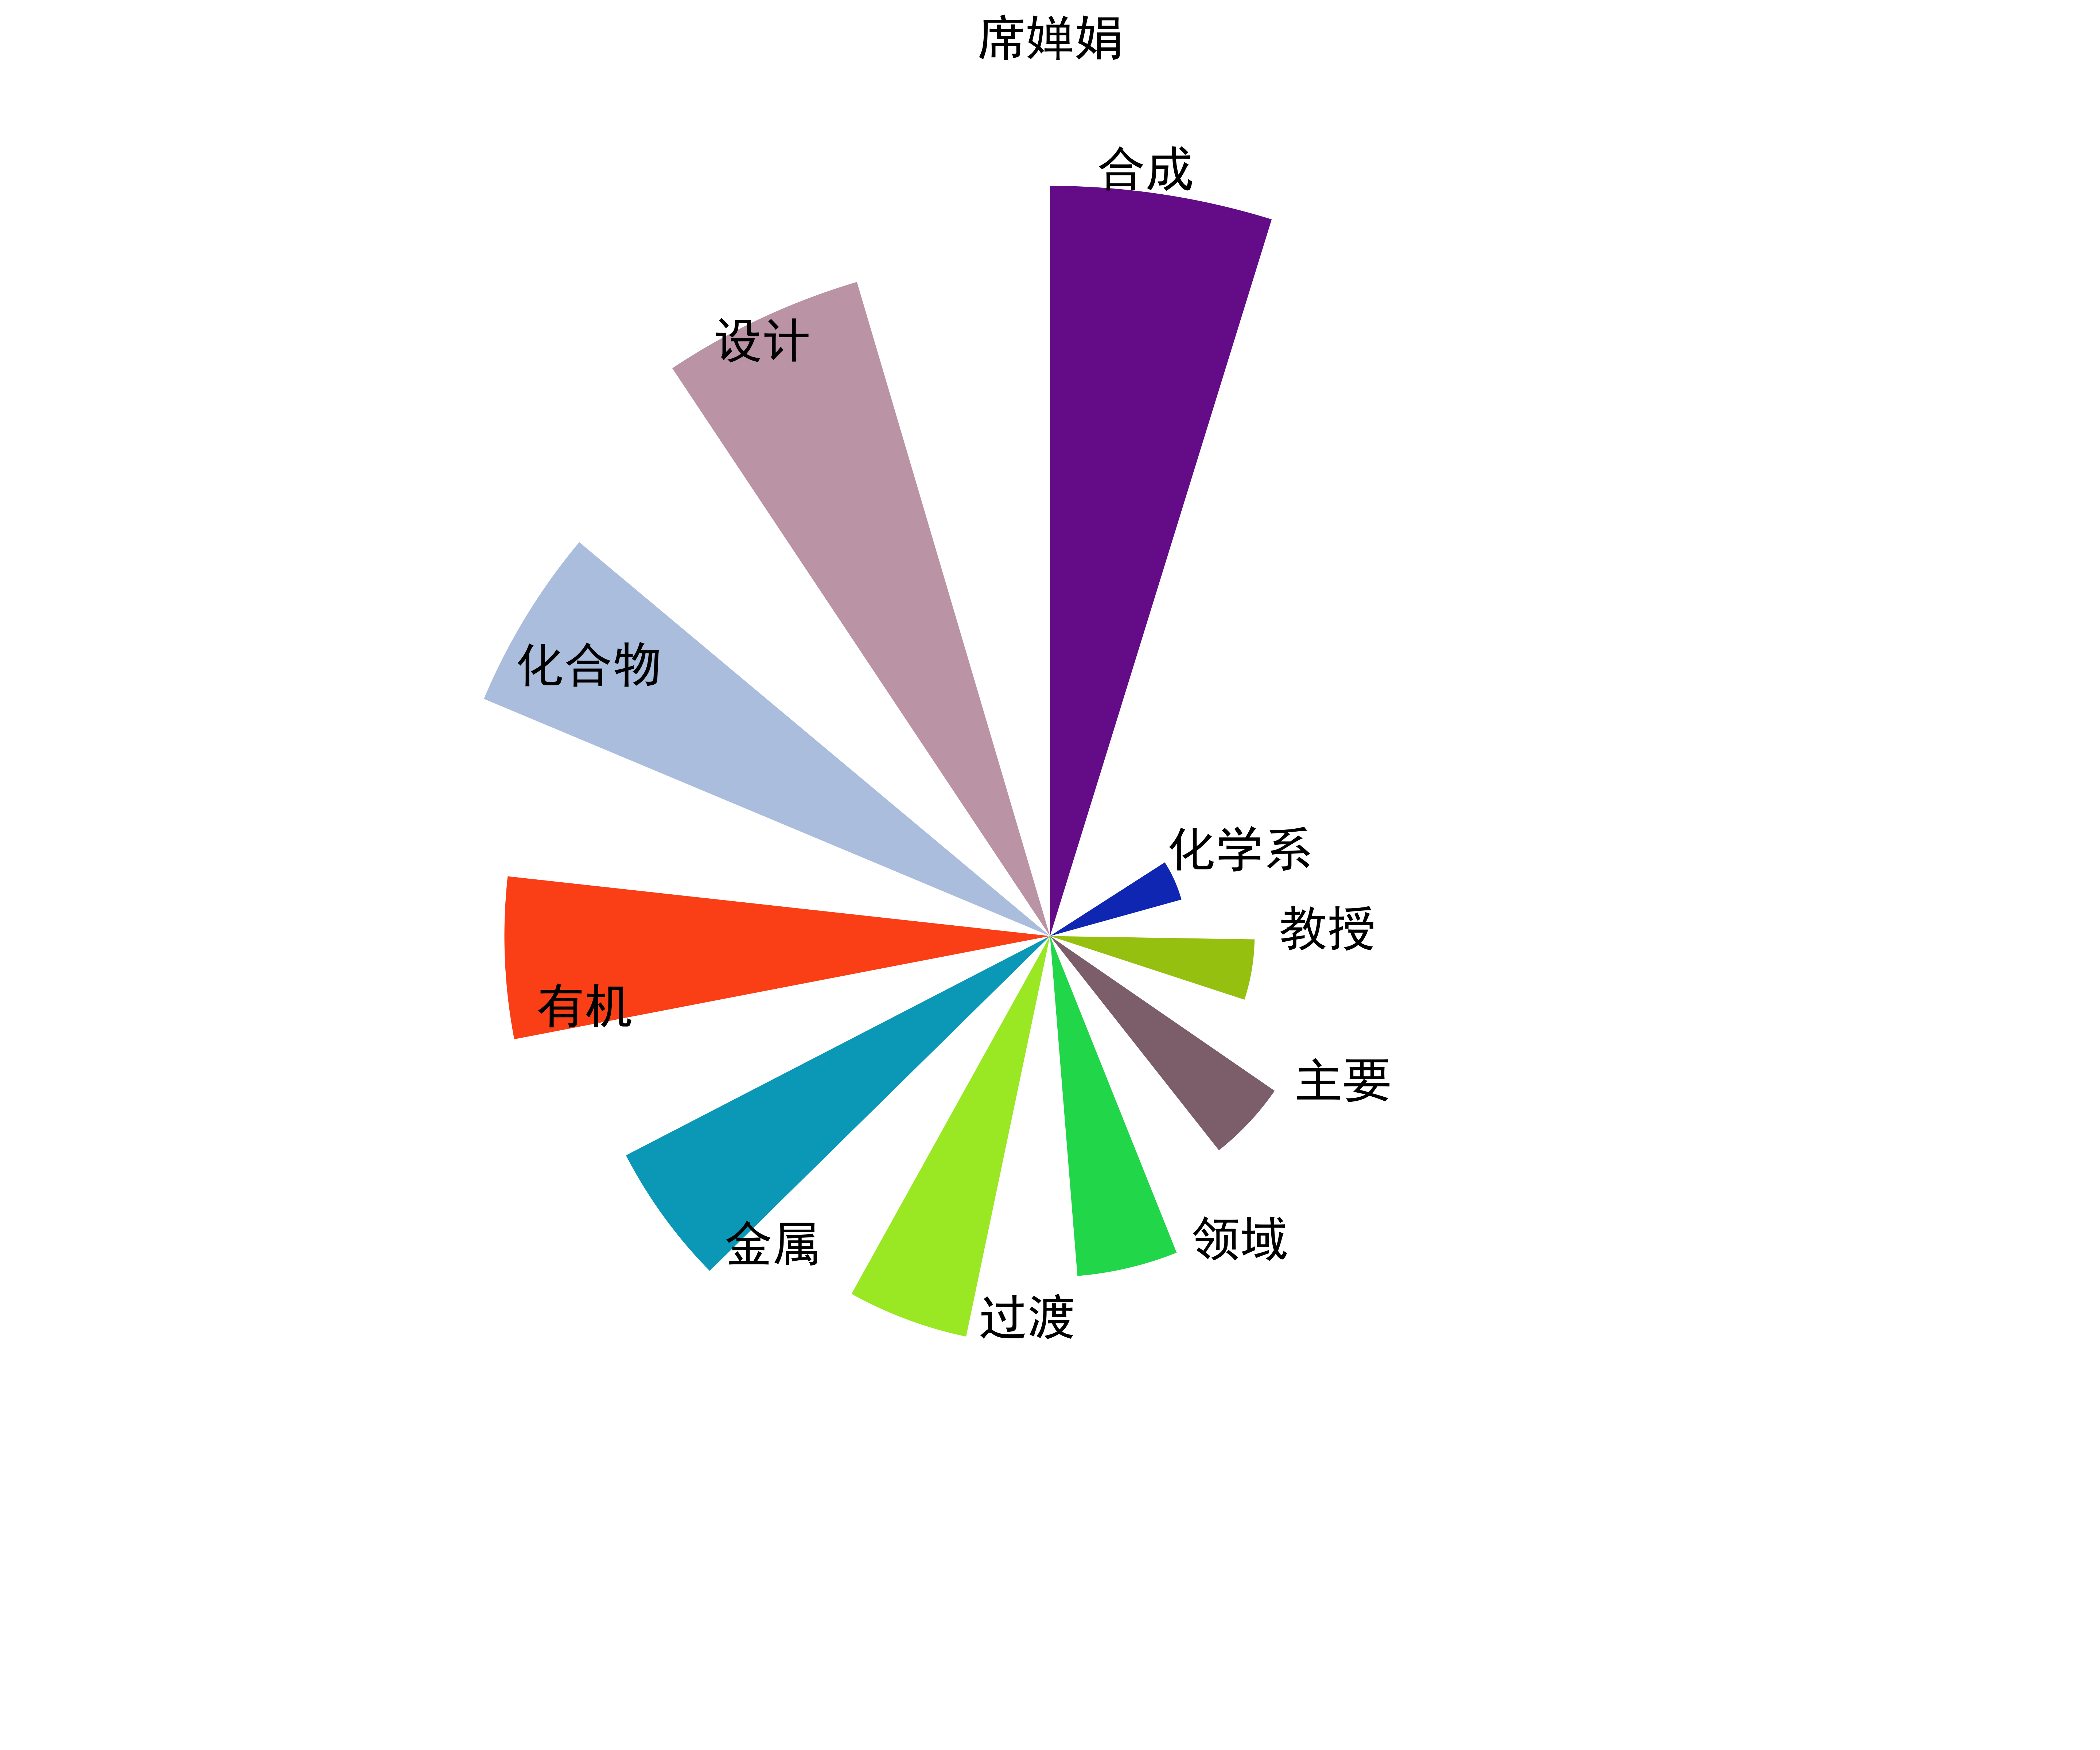 席婵娟
合成
设计
化合物
化学系
教授
有机
主要
领域
金属
过渡